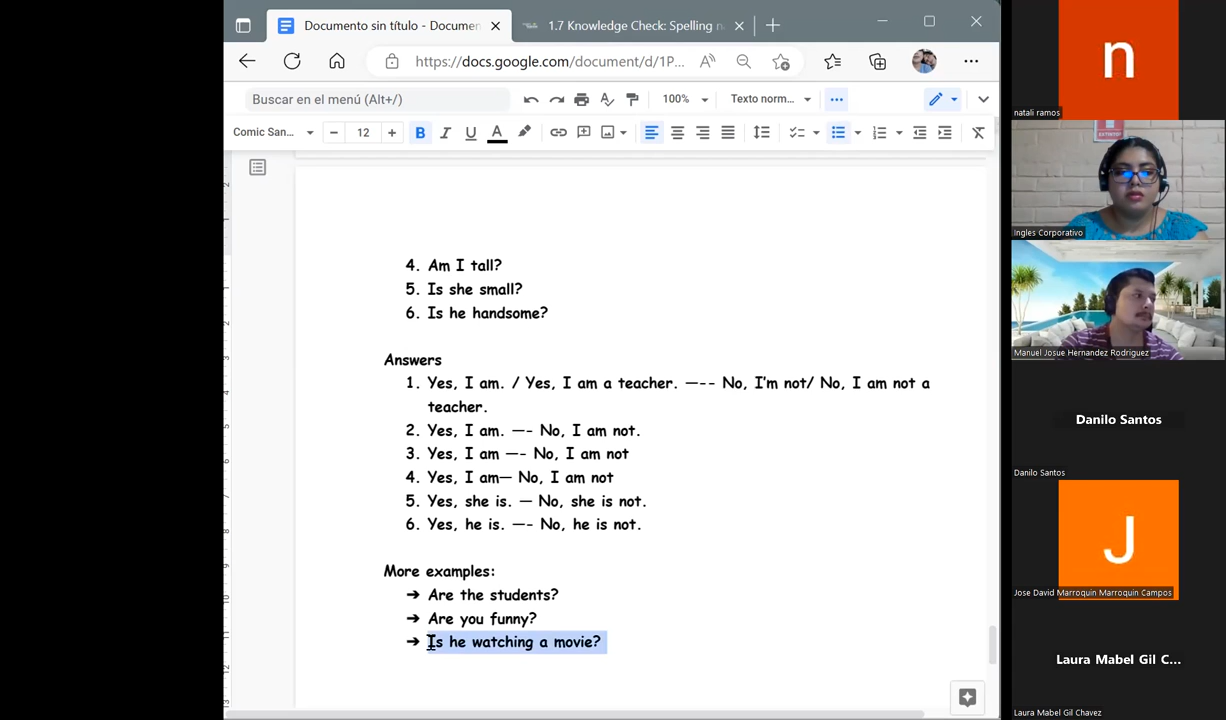 Documento sin título - Documen
1.7 Knowledge Check: Spelling n
https://docs.google.com/document/d/1P...
Buscar en el menú (Alt+/)
100%
Texto norm...
Comic San...
12
4. Am I tall?
5. Is she small?
6. Is he handsome?
Answers
1. Yes, I am. / Yes, I am a teacher. —-- No, I'm not/ No, I am not a
teacher.
2. Yes, I am. —- No, I am not.
3. Yes, I am —- No, I am not
4. Yes, I am— No, I am not
5. Yes, she is. — No, she is not.
6. Yes, he is. —- No, he is not.
More examples:
➔ Are the students?
➔ Are you funny?
➔ Is he watching a movie?
n
natali ramos
Ingles Corporativo
Manuel Josue Hernandez Rodriguez
Danilo Santos
Danilo Santos
J
Jose David Marroquin Marroquin Campos
Laura Mabel Gil C...
Laura Mabel Gil Chavez